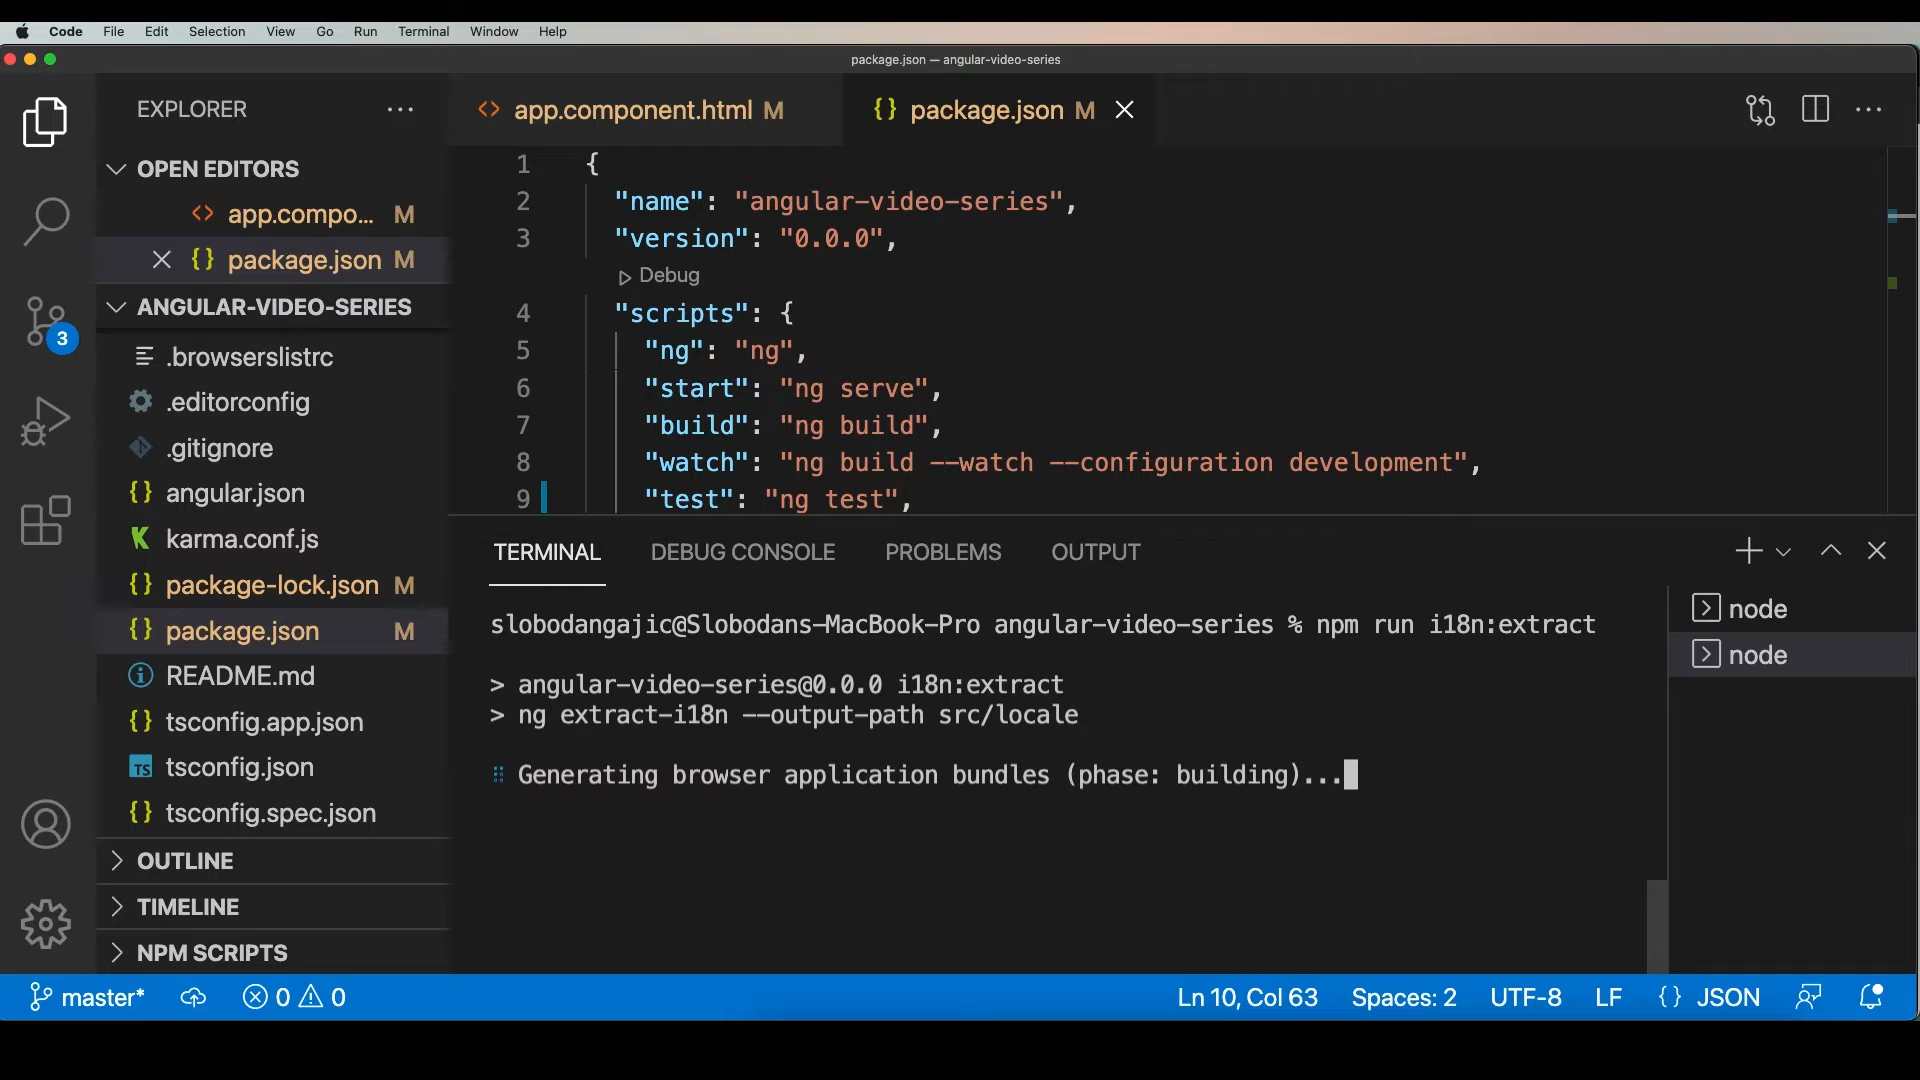 Code File Edit Selection View Go Run Terminal Window Help
package.json — angular-video-series
EXPLORER
OPEN EDITORS
app.compo... M
package.json M
ANGULAR-VIDEO-SERIES
.browserslistrc
.editorconfig
.gitignore
angular.json
karma.conf.js
package-lock.json M
package.json M
README.md
tsconfig.app.json
tsconfig.json
tsconfig.spec.json
OUTLINE
TIMELINE
NPM SCRIPTS
3
app.component.html M
package.json M
1 {
2 "name": "angular-video-series",
3 "version": "0.0.0",
Debug
4 "scripts": {
5 "ng": "ng",
6 "start": "ng serve",
7 "build": "ng build",
8 "watch": "ng build --watch --configuration development",
9 "test": "ng test",
TERMINAL DEBUG CONSOLE PROBLEMS OUTPUT
slobodangajic@Slobodans-MacBook-Pro angular-video-series % npm run i18n:extract
> angular-video-series@0.0.0 i18n:extract
> ng extract-i18n --output-path src/locale
Generating browser application bundles (phase: building)...
node
node
master* 0 0 Ln 10, Col 63 Spaces: 2 UTF-8 LF {} JSON